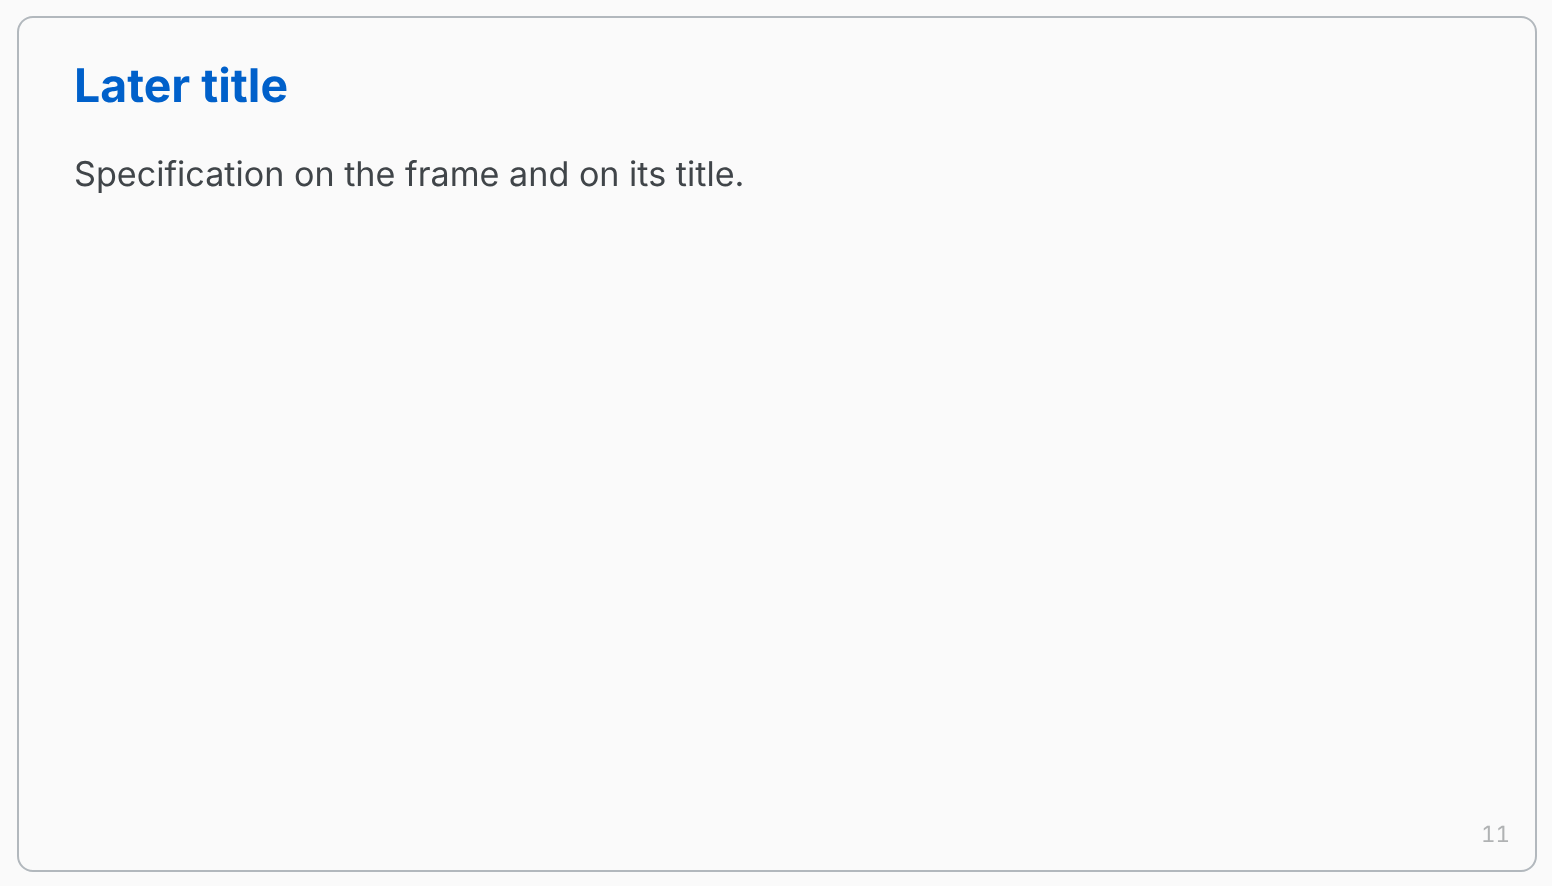 Later title
Specification on the frame and on its title.
11